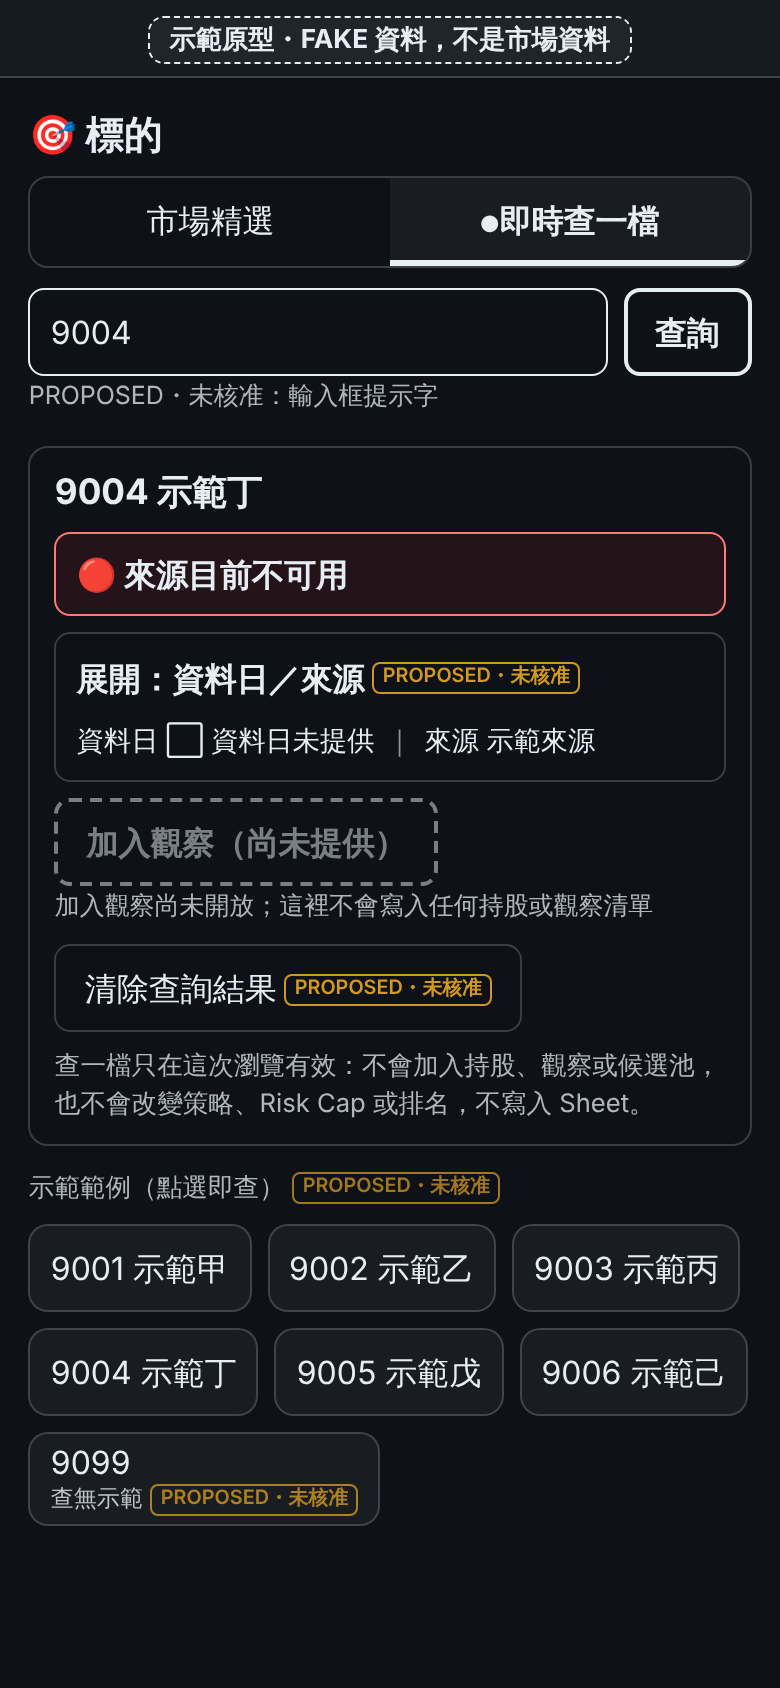 示範原型・FAKE 資料，不是市場資料
🎯 標的
市場精選
●即時查一檔
9004
查詢
PROPOSED・未核准：輸入框提示字
9004 示範丁
🔴 來源目前不可用
展開：資料日／來源 PROPOSED・未核准
資料日 ⬜ 資料日未提供 ｜ 來源 示範來源
加入觀察（尚未提供）
加入觀察尚未開放；這裡不會寫入任何持股或觀察清單
清除查詢結果 PROPOSED・未核准
查一檔只在這次瀏覽有效：不會加入持股、觀察或候選池，
也不會改變策略、Risk Cap 或排名，不寫入 Sheet。
示範範例（點選即查） PROPOSED・未核准
9001 示範甲
9002 示範乙
9003 示範丙
9004 示範丁
9005 示範戊
9006 示範己
9099
查無示範 PROPOSED・未核准